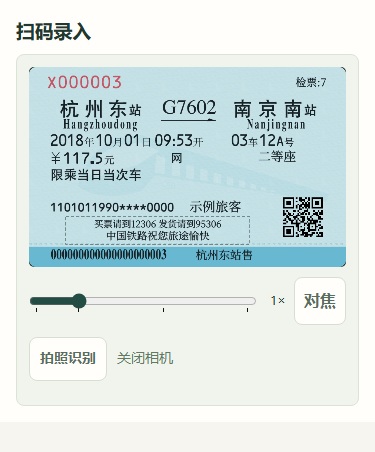 扫码录入
X000003 检票:7
杭州东站 G7602 南京南站
Hangzhoudong Nanjingnan
2018年10月01日 09:53开 03车12A号
￥117.5元 网 二等座
限乘当日当次车
1101011990****0000 示例旅客
买票请到12306 发货请到95306
中国铁路祝您旅途愉快
000000000000000000003 杭州东站售
1× 对焦
拍照识别 关闭相机